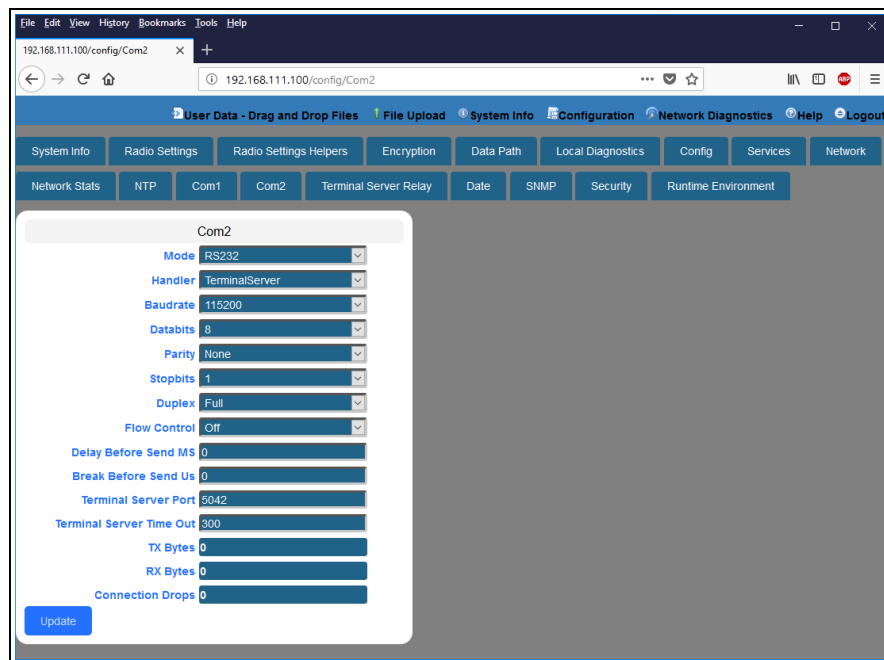 File Edit View History Bookmarks Tools Help
192.168.111.100/config/Com2
192.168.111.100/config/Com2
ABP
User Data - Drag and Drop Files File Upload System Info Configuration Network Diagnostics Help Logout
System Info Radio Settings Radio Settings Helpers Encryption Data Path Local Diagnostics Config Services Network
Network Stats NTP Com1 Com2 Terminal Server Relay Date SNMP Security Runtime Environment
Com2
Mode RS232
Handler TerminalServer
Baudrate 115200
Databits 8
Parity None
Stopbits 1
Duplex Full
Flow Control Off
Delay Before Send MS 0
Break Before Send Us 0
Terminal Server Port 5042
Terminal Server Time Out 300
TX Bytes 0
RX Bytes 0
Connection Drops 0
Update